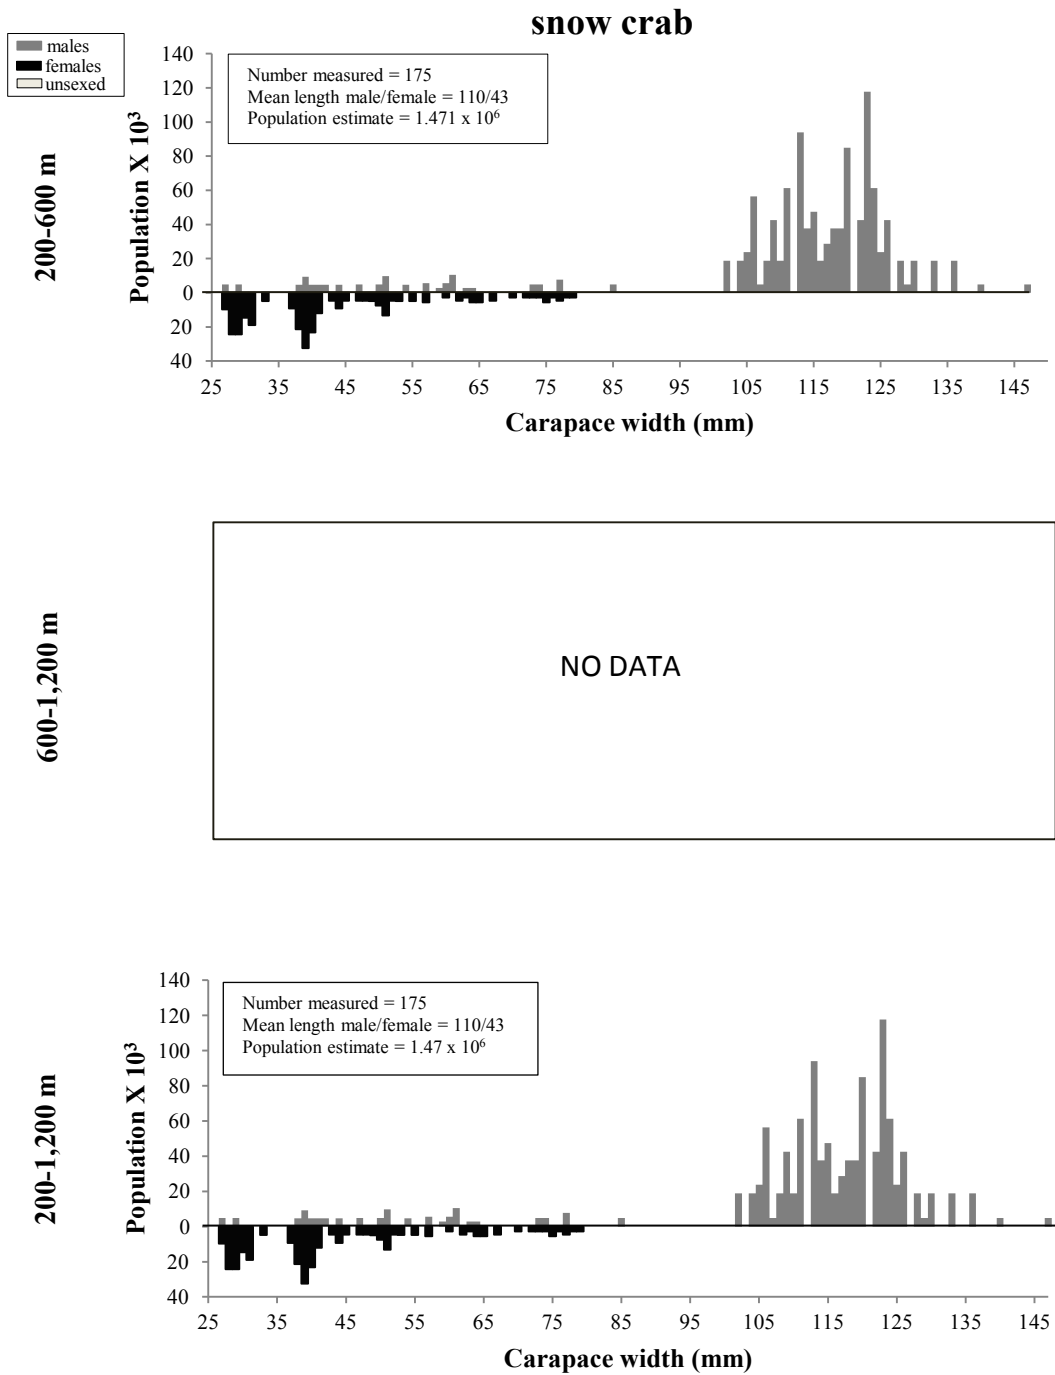 snow crab
males
females
unsexed
200-600 m
Population X 10³
140
120
100
80
60
40
20
0
20
40
Number measured = 175
Mean length male/female = 110/43
Population estimate = 1.471 x 10⁶
25 35 45 55 65 75 85 95 105 115 125 135 145
Carapace width (mm)
600-1,200 m
NO DATA
200-1,200 m
Population X 10³
140
120
100
80
60
40
20
0
20
40
Number measured = 175
Mean length male/female = 110/43
Population estimate = 1.47 x 10⁶
25 35 45 55 65 75 85 95 105 115 125 135 145
Carapace width (mm)